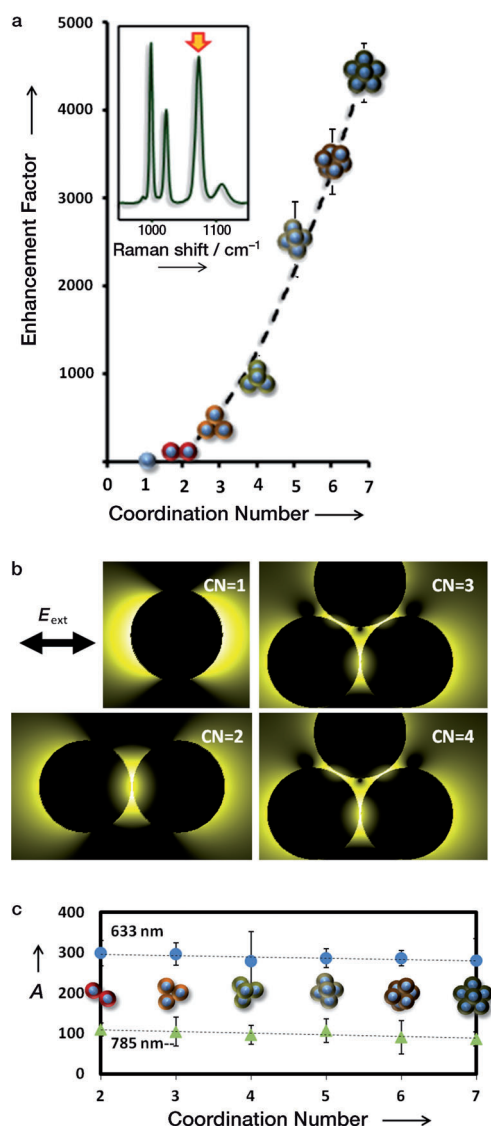 a
5000
4000
3000
2000
1000
Enhancement Factor
1000 1100
Raman shift / cm⁻¹
0 1 2 3 4 5 6 7
Coordination Number
b
E ext
CN=1
CN=3
CN=2
CN=4
c
400
300
200
100
0
A
633 nm
785 nm
2 3 4 5 6 7
Coordination Number